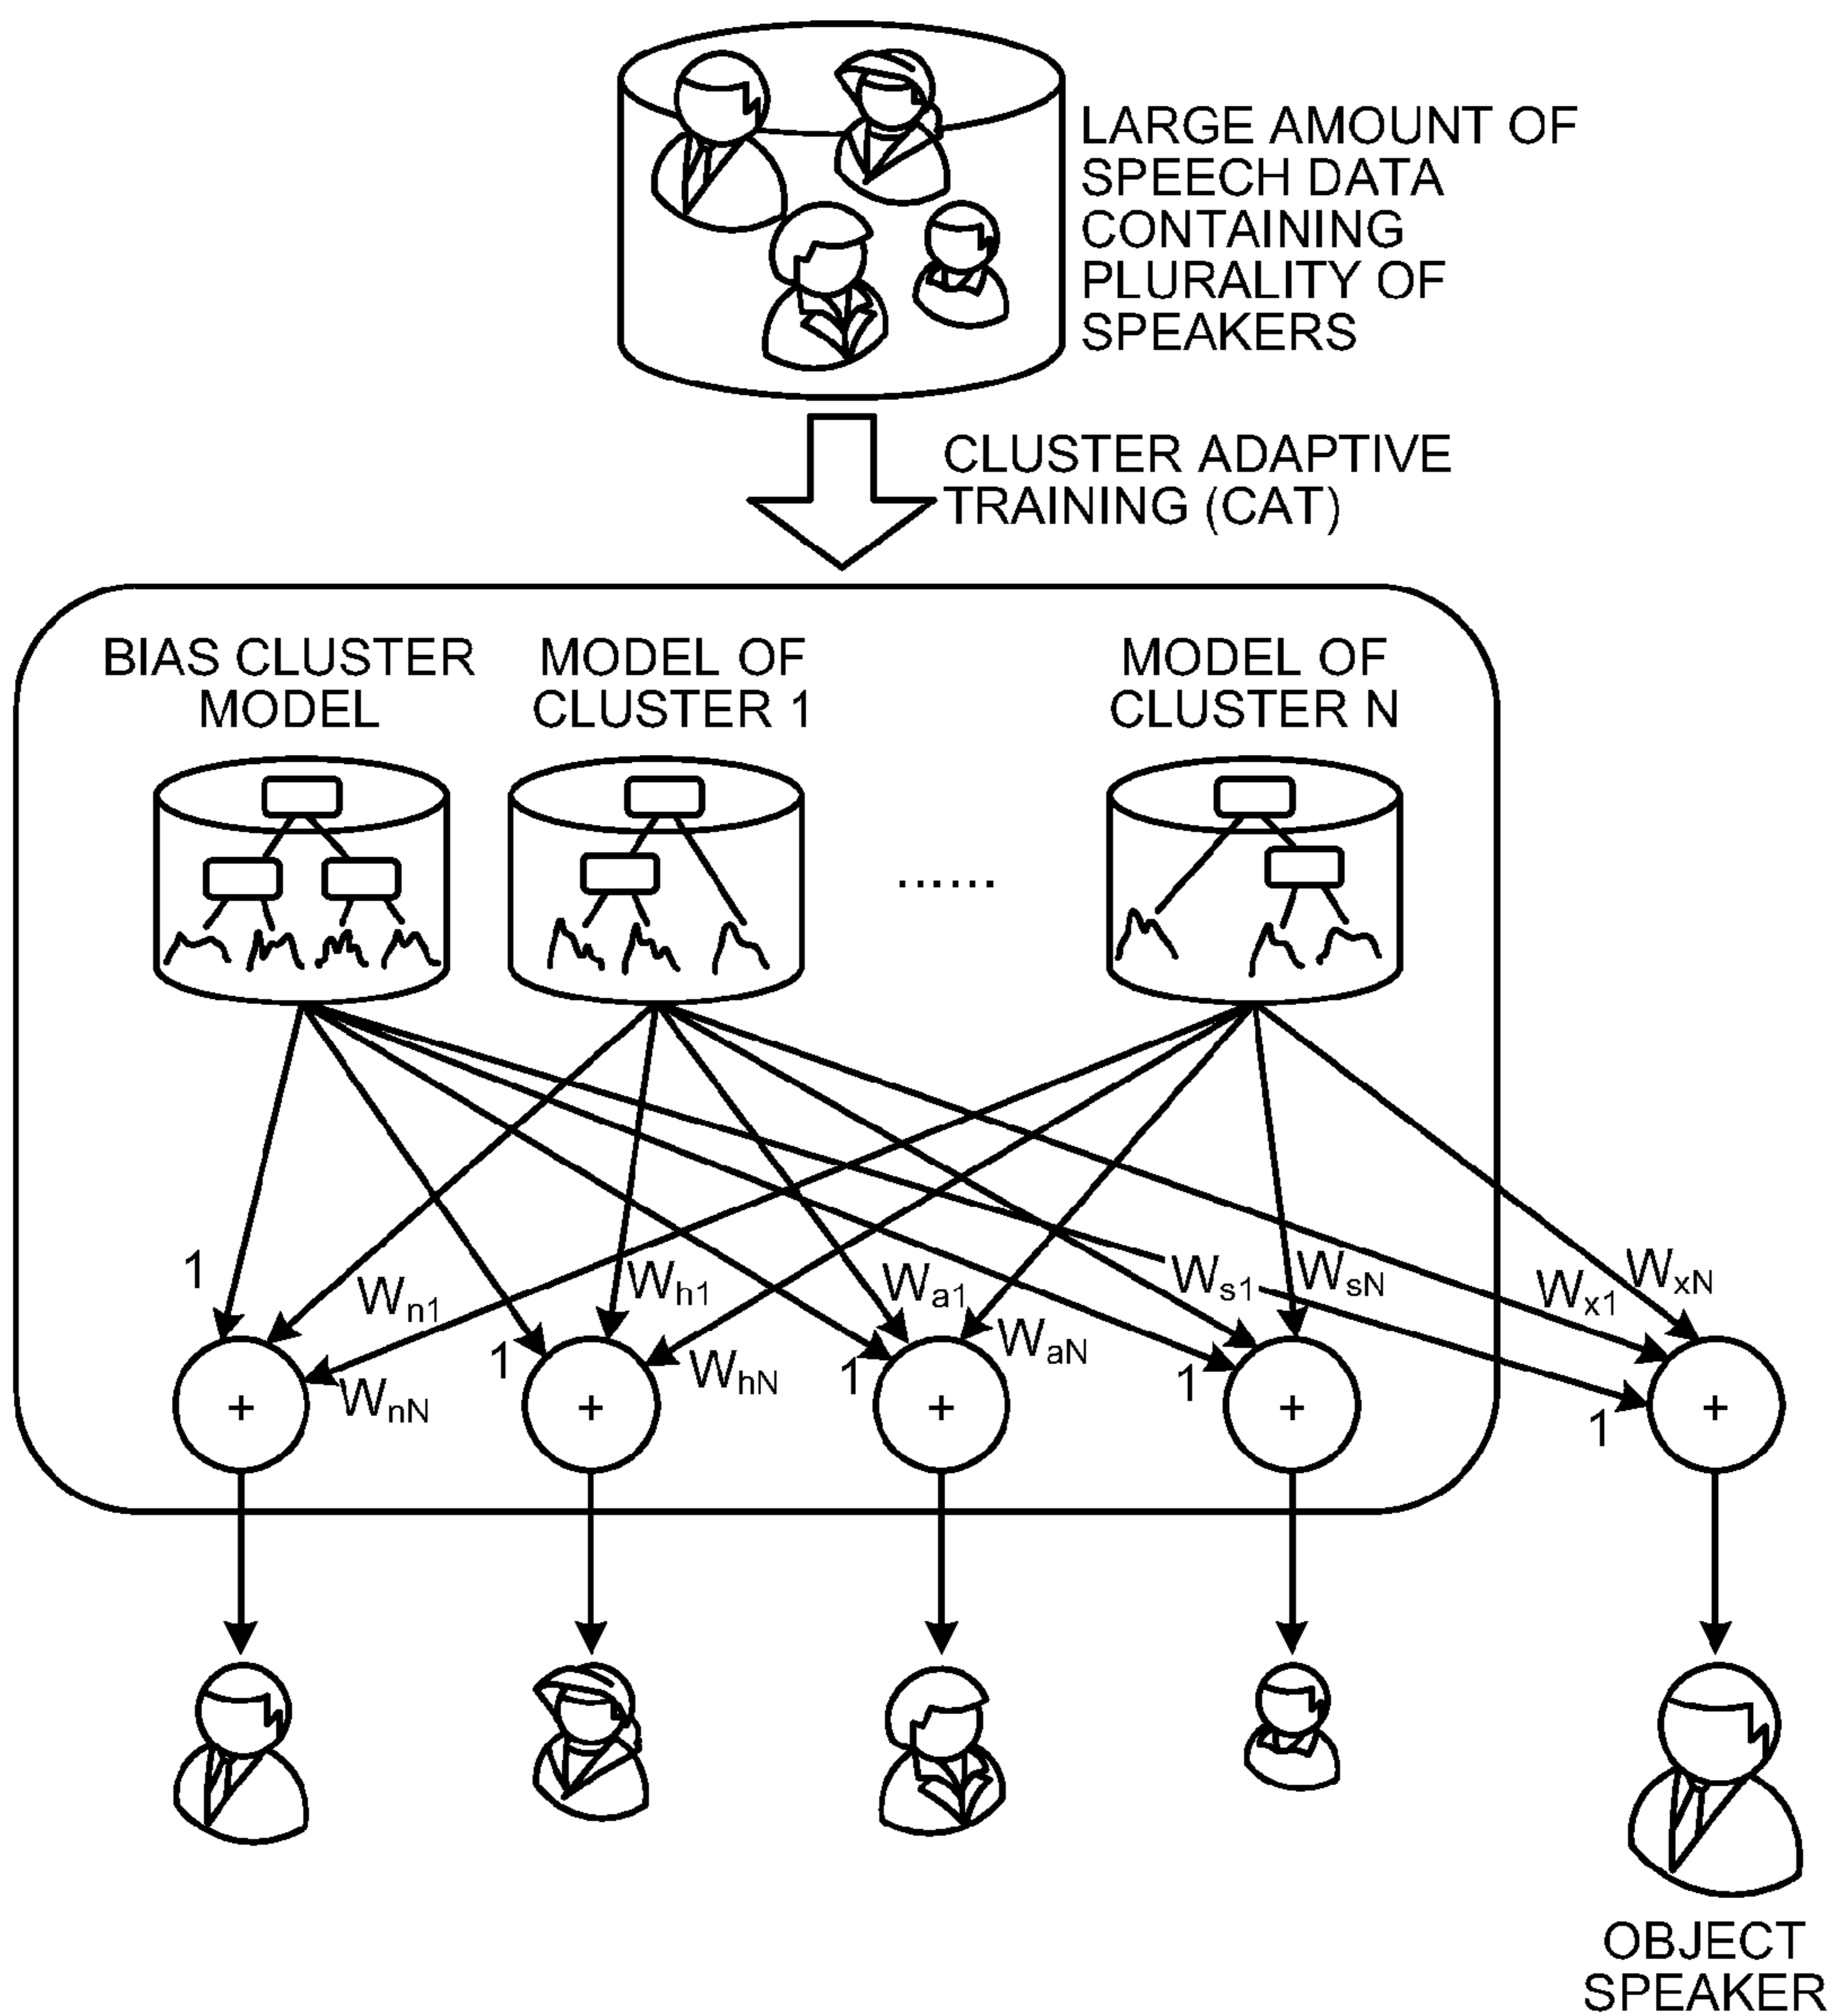 LARGE AMOUNT OF
SPEECH DATA
CONTAINING
PLURALITY OF
SPEAKERS
CLUSTER ADAPTIVE
TRAINING (CAT)
BIAS CLUSTER
MODEL
MODEL OF
CLUSTER 1
MODEL OF
CLUSTER N
......
1
Wn1
WnN
+
1
Wh1
WhN
+
1
Wa1
WaN
+
1
Ws1
WsN
+
1
Wx1
WxN
+
OBJECT
SPEAKER